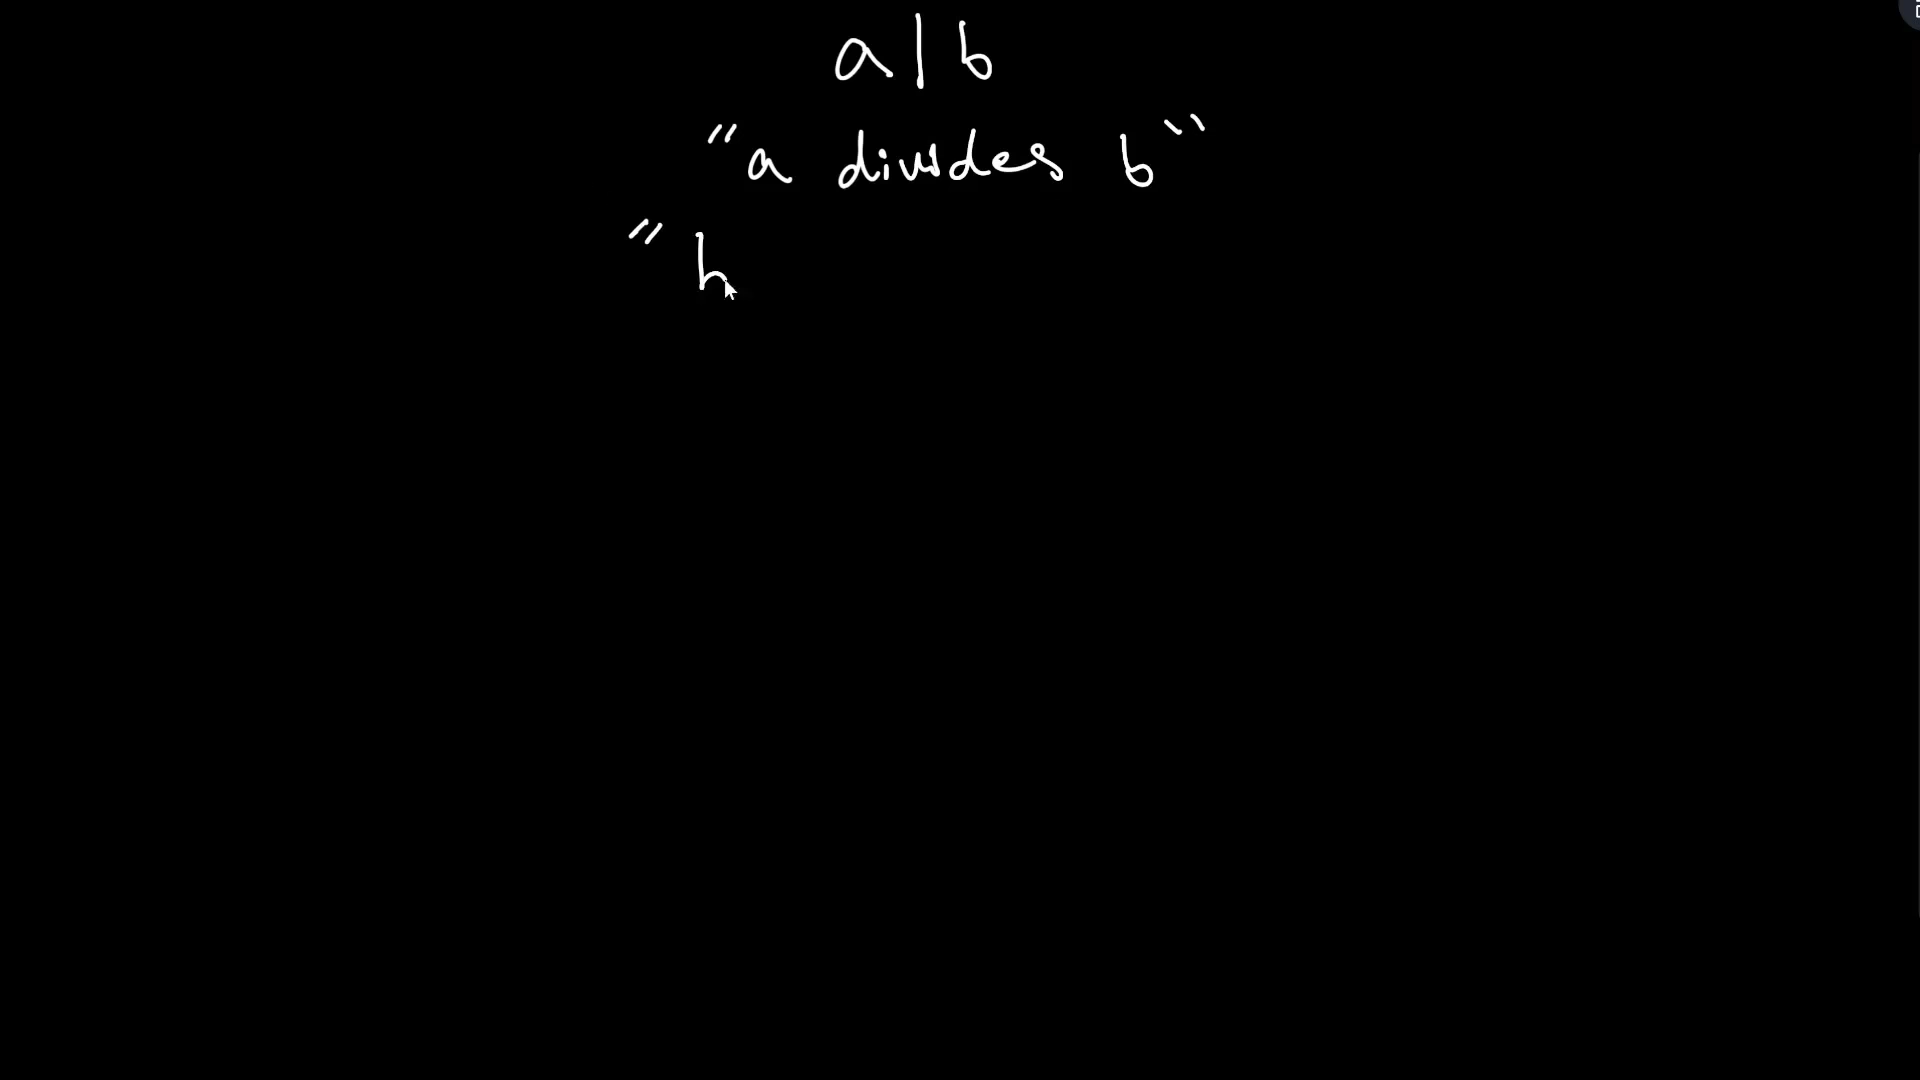 a|b
"a divides b"
"h